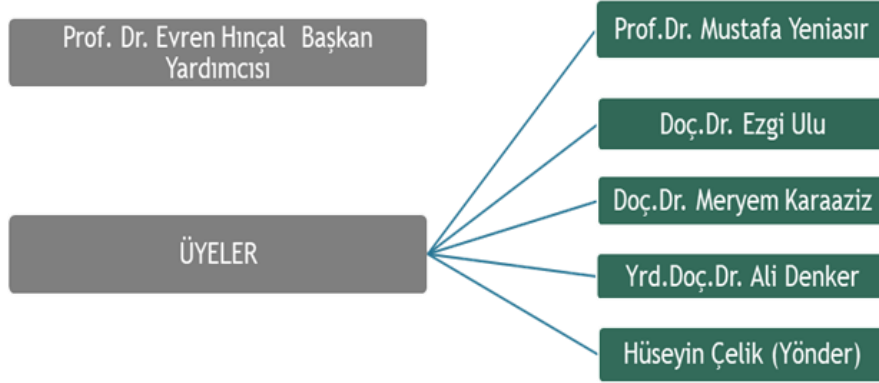 Prof. Dr. Evren Hınçal Başkan
Yardımcısı
ÜYELER
Prof.Dr. Mustafa Yeniasır
Doç.Dr. Ezgi Ulu
Doç.Dr. Meryem Karaaziz
Yrd.Doç.Dr. Ali Denker
Hüseyin Çelik (Yönder)